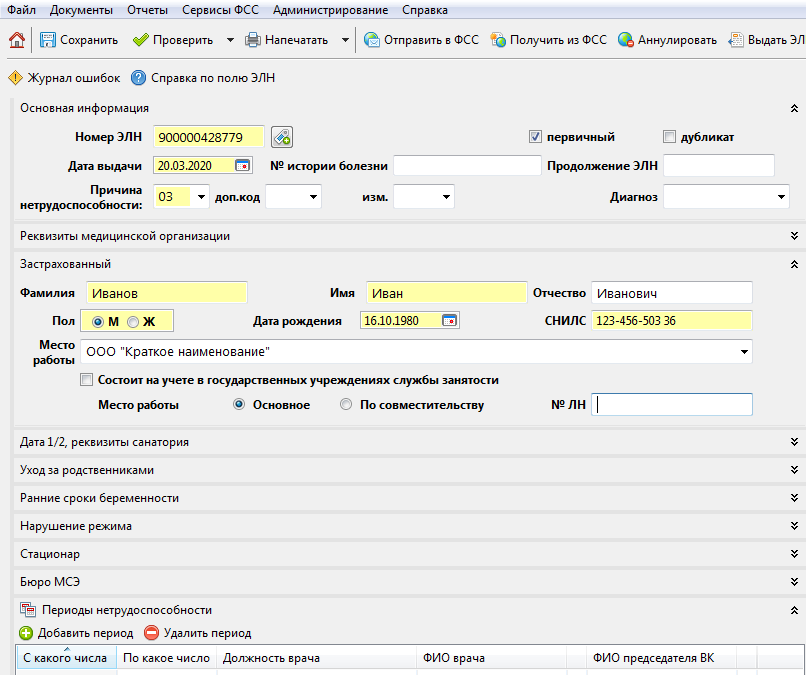 Файл Документы Отчеты Сервисы ФСС Администрирование Справка
Сохранить Проверить Напечатать Отправить в ФСС Получить из ФСС Аннулировать Выдать ЭЛ
Журнал ошибок Справка по полю ЭЛН
Основная информация
Номер ЭЛН 900000428779 первичный дубликат
Дата выдачи 20.03.2020 № истории болезни Продолжение ЭЛН
Причина
нетрудоспособности: 03 доп.код изм. Диагноз
Реквизиты медицинской организации
Застрахованный
Фамилия Иванов Имя Иван Отчество Иванович
Пол М Ж Дата рождения 16.10.1980 СНИЛС 123-456-503 36
Место
работы ООО "Краткое наименование"
Состоит на учете в государственных учреждениях службы занятости
Место работы Основное По совместительству № ЛН
Дата 1/2, реквизиты санатория
Уход за родственниками
Ранние сроки беременности
Нарушение режима
Стационар
Бюро МСЭ
Периоды нетрудоспособности
Добавить период Удалить период
С какого числа По какое число Должность врача ФИО врача ФИО председателя ВК